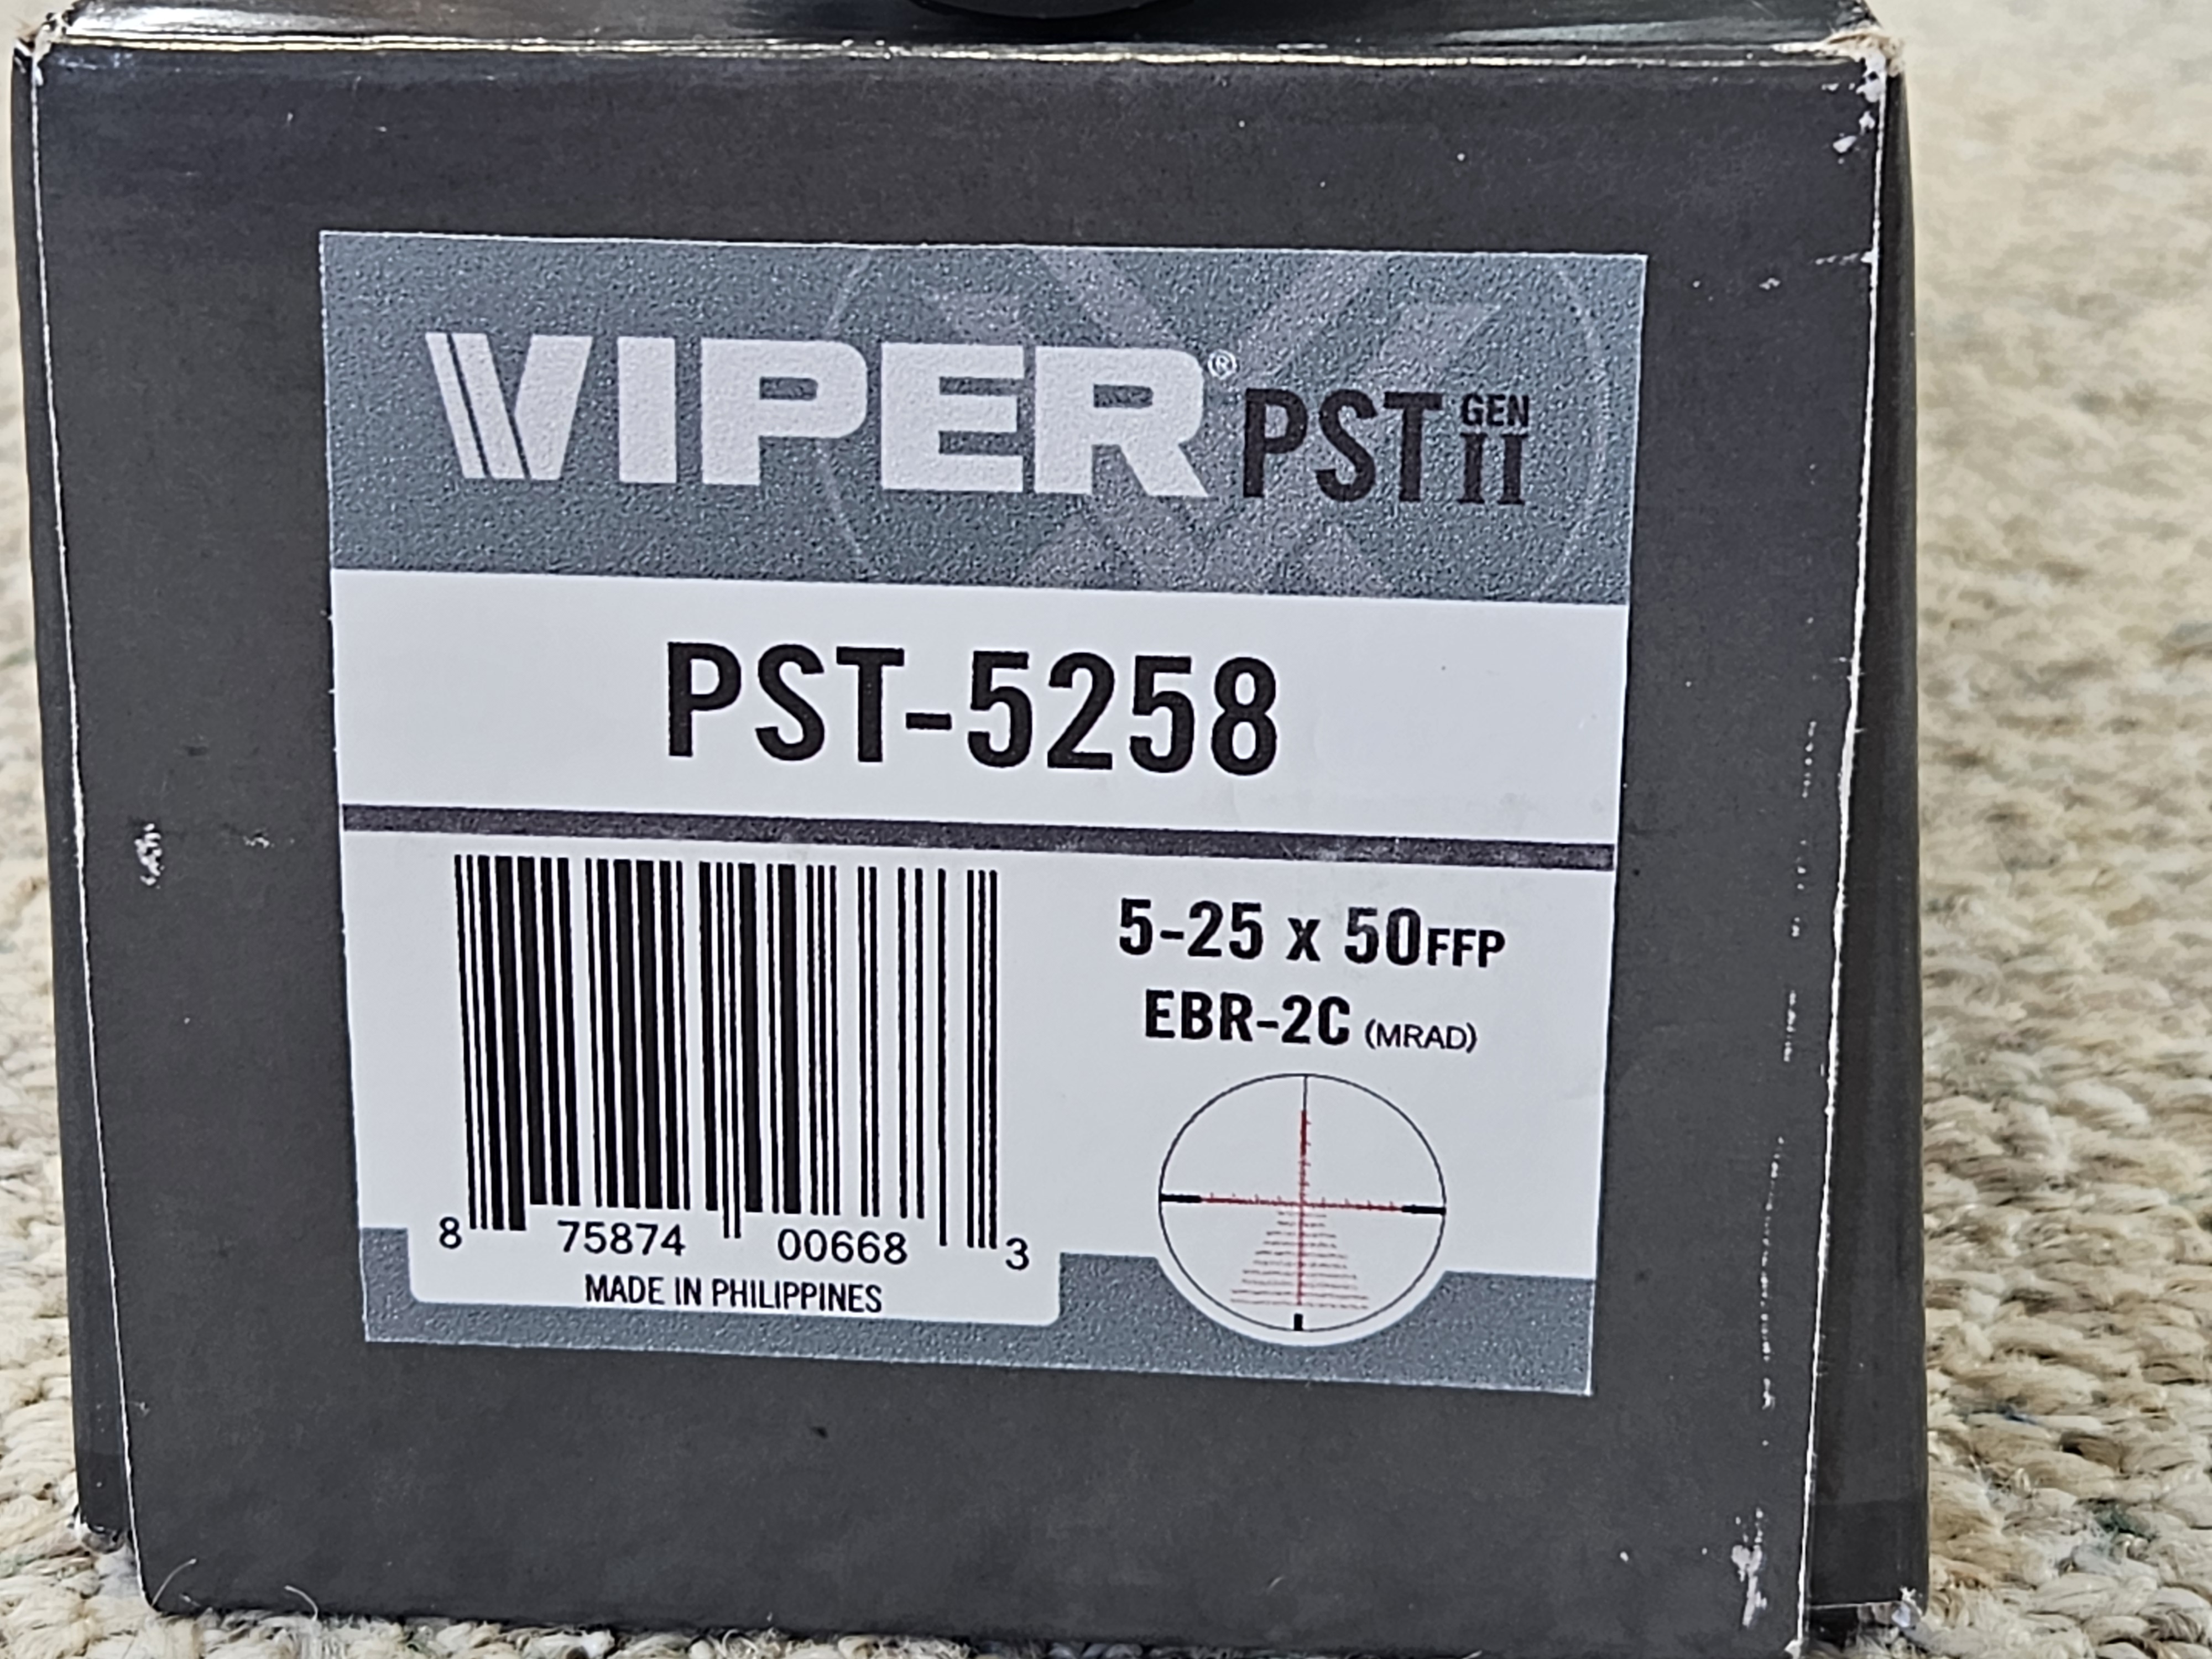 VIPER® PST GEN II
PST-5258
5-25 x 50FFP
EBR-2C (MRAD)
8 75874 00668 3
MADE IN PHILIPPINES